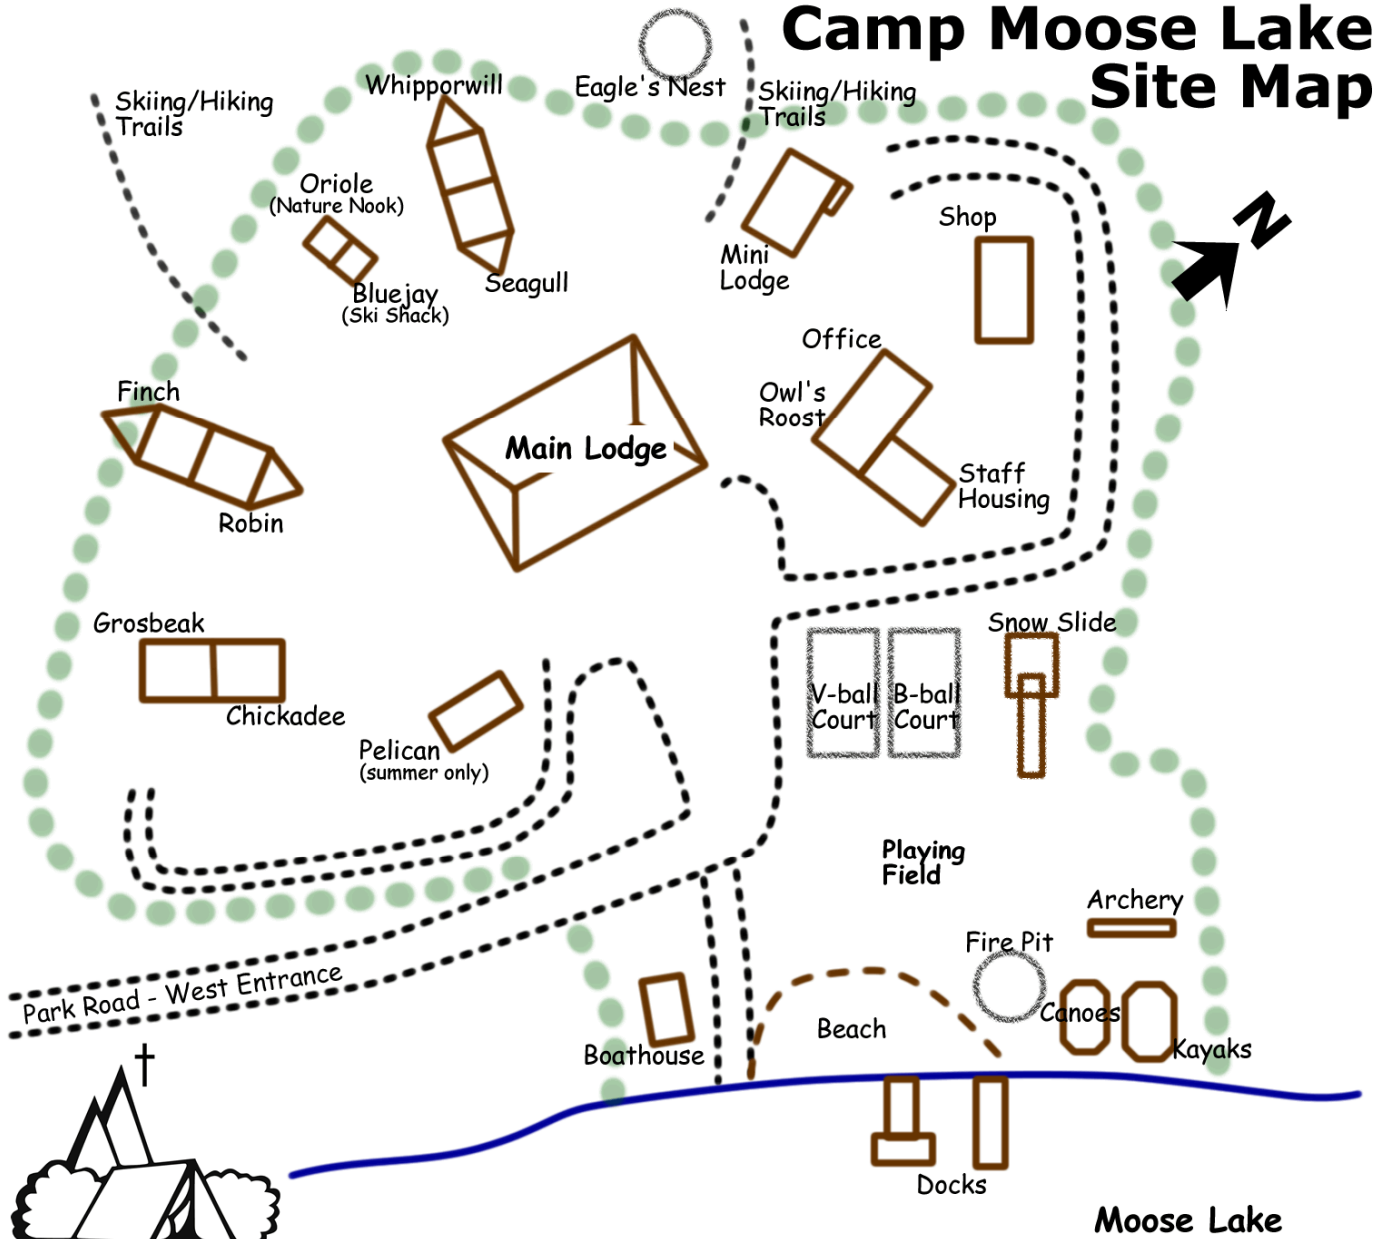 Camp Moose Lake
Site Map
Eagle's Nest
Whipporwill
Skiing/Hiking
Trails
Skiing/Hiking
Trails
Oriole
(Nature Nook)
N
Shop
Mini
Lodge
Seagull
Bluejay
(Ski Shack)
Office
Owl's
Roost
Finch
Main Lodge
Staff
Housing
Robin
Grosbeak
Snow Slide
V-ball
Court
B-ball
Court
Chickadee
Pelican
(summer only)
Playing
Field
Archery
Fire Pit
Park Road - West Entrance
Canoes
Beach
Kayaks
Boathouse
Docks
Moose Lake